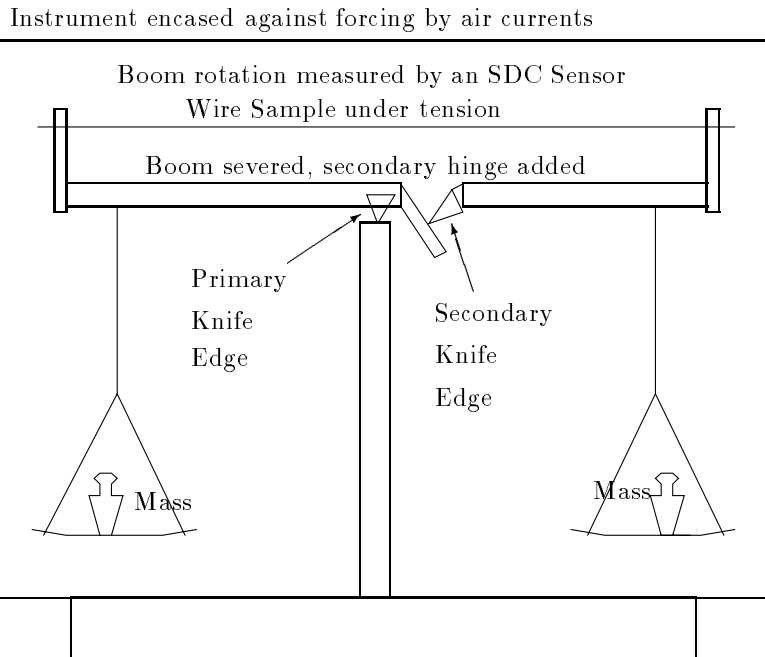 Instrument encased against forcing by air currents
Boom rotation measured by an SDC Sensor
Wire Sample under tension
Boom severed, secondary hinge added
Primary
Knife
Edge
Secondary
Knife
Edge
Mass
Mass